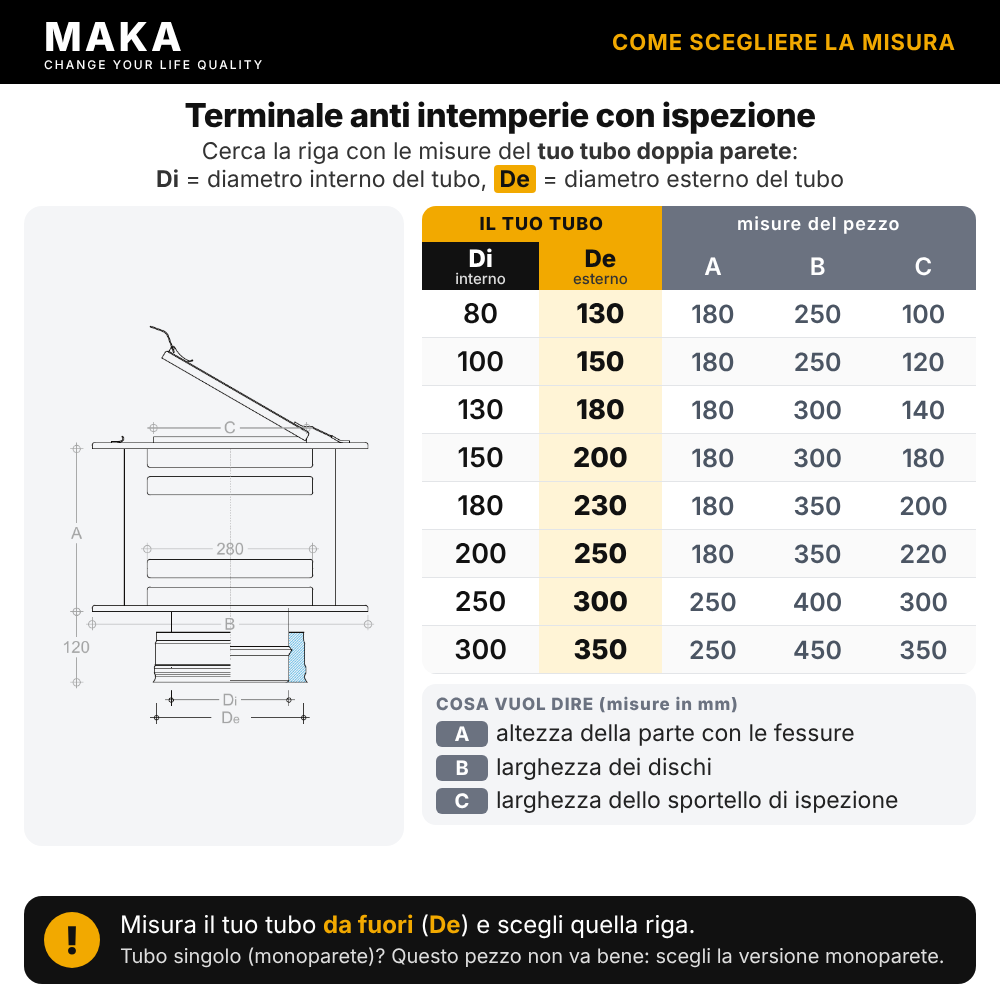 MAKA
CHANGE YOUR LIFE QUALITY
COME SCEGLIERE LA MISURA
Terminale anti intemperie con ispezione
Cerca la riga con le misure del tuo tubo doppia parete:
Di = diametro interno del tubo, De = diametro esterno del tubo
C
A
280
B
120
Di
De
IL TUO TUBO misure del pezzo
Di De A B C
interno esterno
80 130 180 250 100
100 150 180 250 120
130 180 180 300 140
150 200 180 300 180
180 230 180 350 200
200 250 180 350 220
250 300 250 400 300
300 350 250 450 350
COSA VUOL DIRE (misure in mm)
A altezza della parte con le fessure
B larghezza dei dischi
C larghezza dello sportello di ispezione
! Misura il tuo tubo da fuori (De) e scegli quella riga.
Tubo singolo (monoparete)? Questo pezzo non va bene: scegli la versione monoparete.